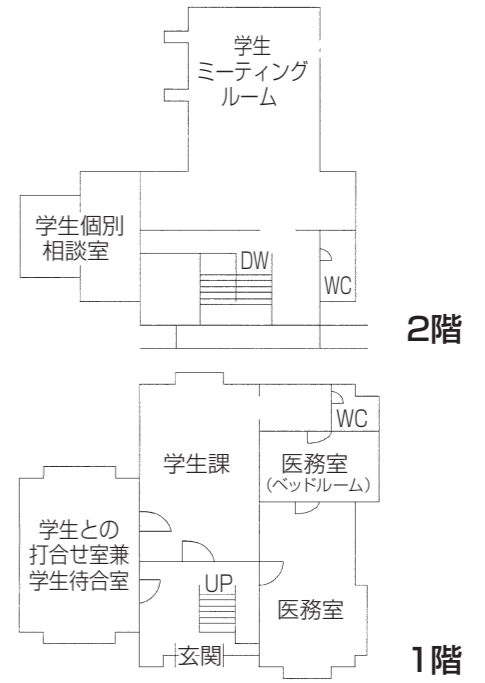 学生
ミーティング
ルーム
学生個別
相談室
DW
WC
2階
WC
学生課
医務室
（ベッドルーム）
学生との
打合せ室兼
学生待合室
UP
医務室
玄関
1階